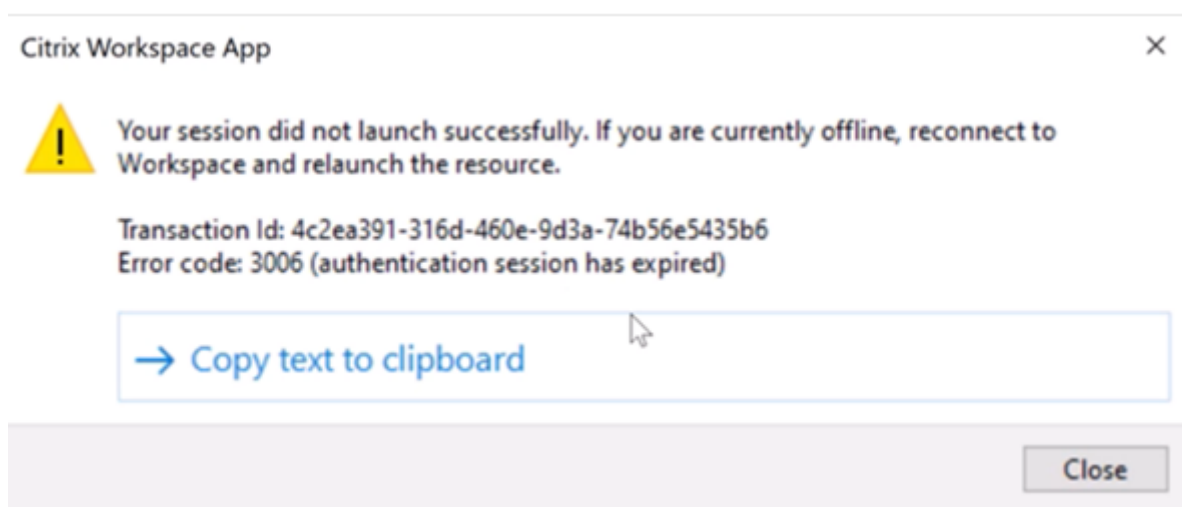 Citrix Workspace App
Your session did not launch successfully. If you are currently offline, reconnect to
Workspace and relaunch the resource.
Transaction Id: 4c2ea391-316d-460e-9d3a-74b56e5435b6
Error code: 3006 (authentication session has expired)
Copy text to clipboard
Close